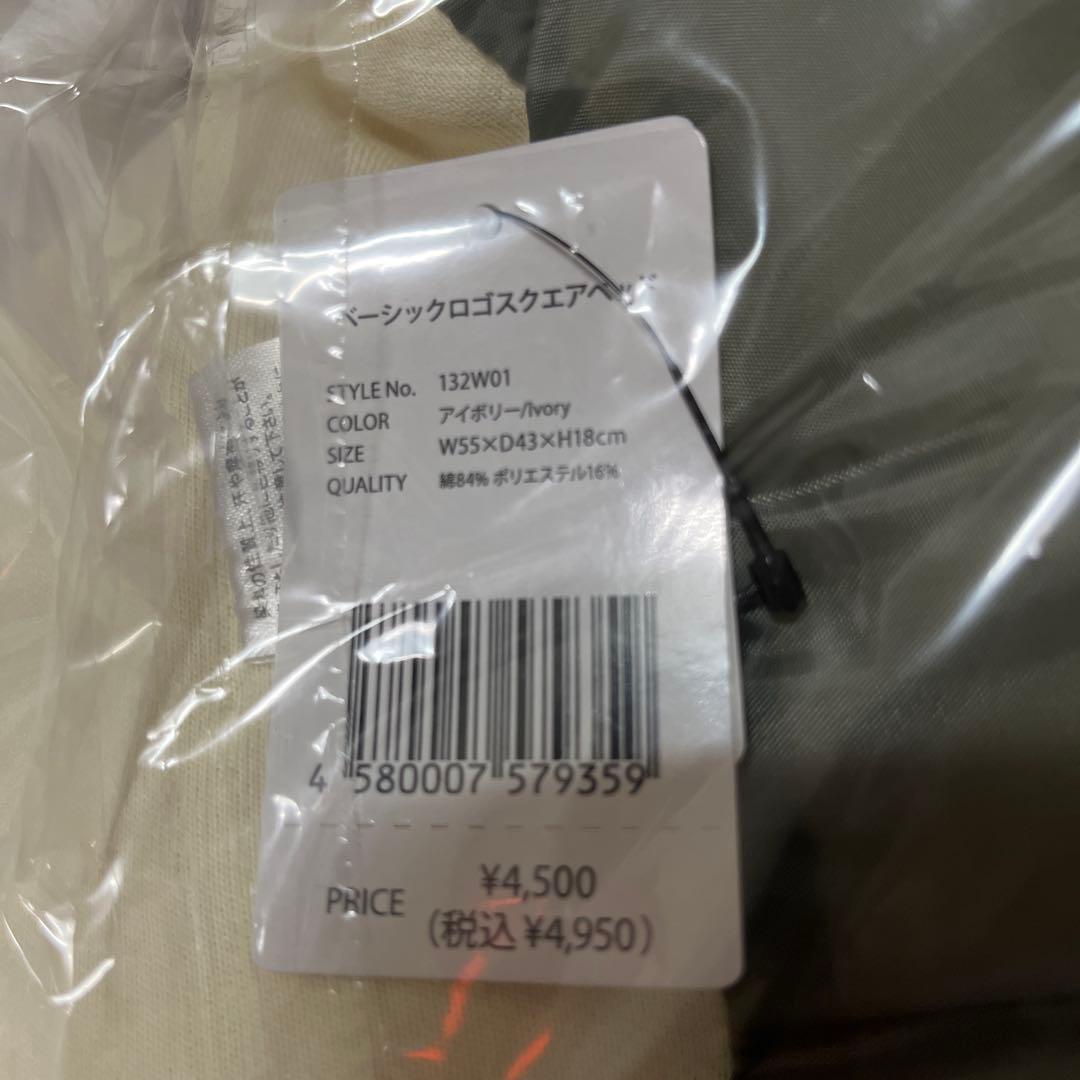 ベーシックロゴスクエアベッド
STYLE No. 132W01
COLOR アイボリー/Ivory
SIZE W55×D43×H18cm
QUALITY 綿84% ポリエステル16%
4 580007 579359
PRICE ¥4,500
(税込 ¥4,950)